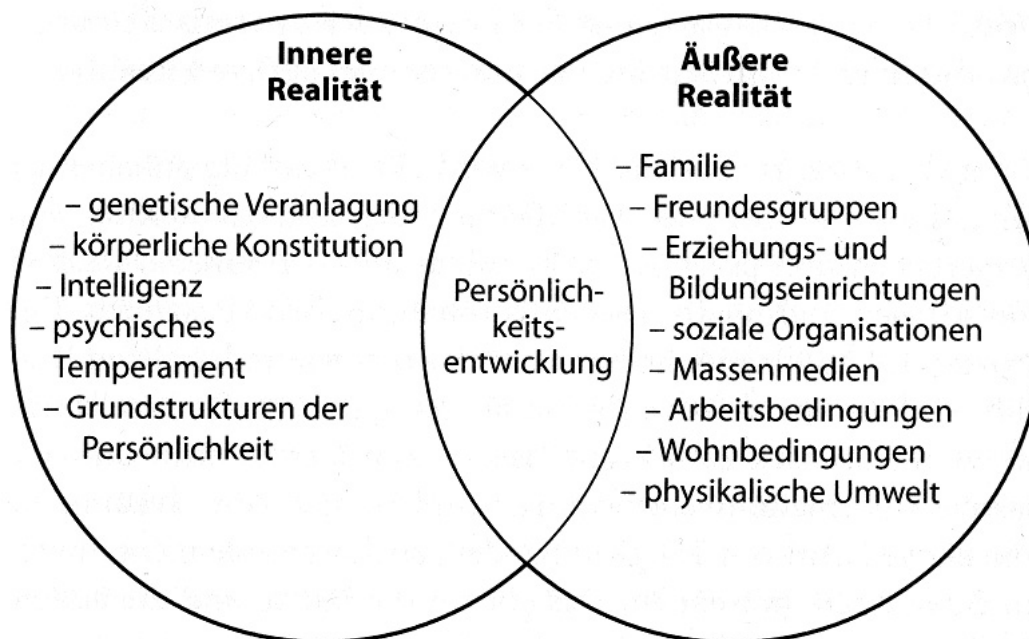 Innere
Realität
– genetische Veranlagung
– körperliche Konstitution
– Intelligenz
– psychisches
Temperament
– Grundstrukturen der
Persönlichkeit
Persönlich-
keits-
entwicklung
Äußere
Realität
– Familie
– Freundesgruppen
– Erziehungs- und
Bildungseinrichtungen
– soziale Organisationen
– Massenmedien
– Arbeitsbedingungen
– Wohnbedingungen
– physikalische Umwelt